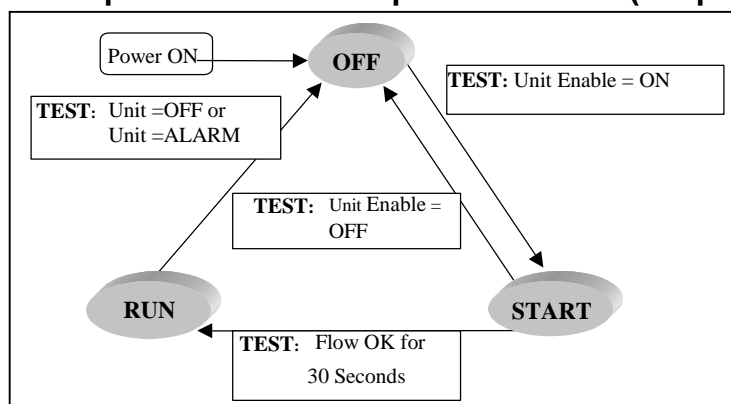 Power ON
OFF
TEST: Unit Enable = ON
TEST: Unit =OFF or
Unit =ALARM
TEST: Unit Enable =
OFF
RUN
START
TEST: Flow OK for
30 Seconds